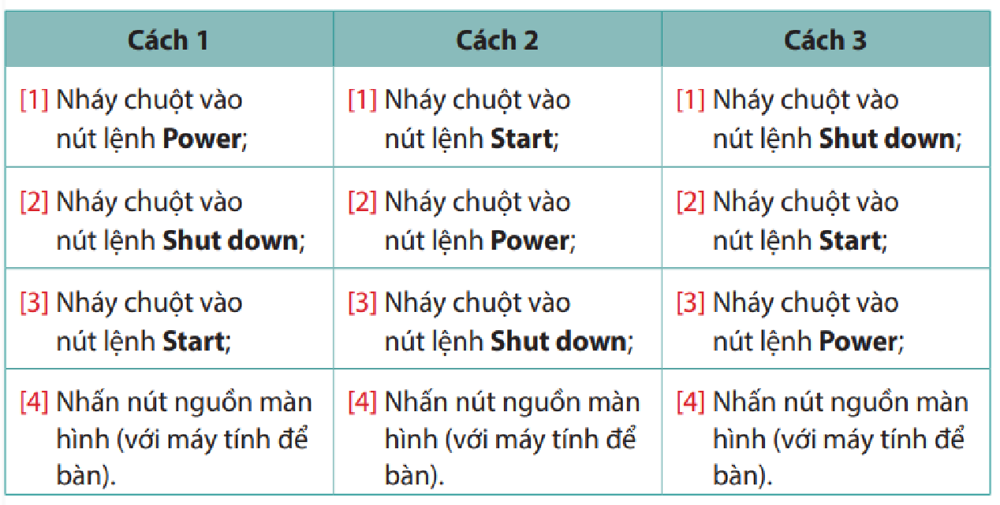 Cách 1
Cách 2
Cách 3
[1] Nháy chuột vào
nút lệnh Power;
[1] Nháy chuột vào
nút lệnh Start;
[1] Nháy chuột vào
nút lệnh Shut down;
[2] Nháy chuột vào
nút lệnh Shut down;
[2] Nháy chuột vào
nút lệnh Power;
[2] Nháy chuột vào
nút lệnh Start;
[3] Nháy chuột vào
nút lệnh Start;
[3] Nháy chuột vào
nút lệnh Shut down;
[3] Nháy chuột vào
nút lệnh Power;
[4] Nhấn nút nguồn màn
hình (với máy tính để
bàn).
[4] Nhấn nút nguồn màn
hình (với máy tính để
bàn).
[4] Nhấn nút nguồn màn
hình (với máy tính để
bàn).